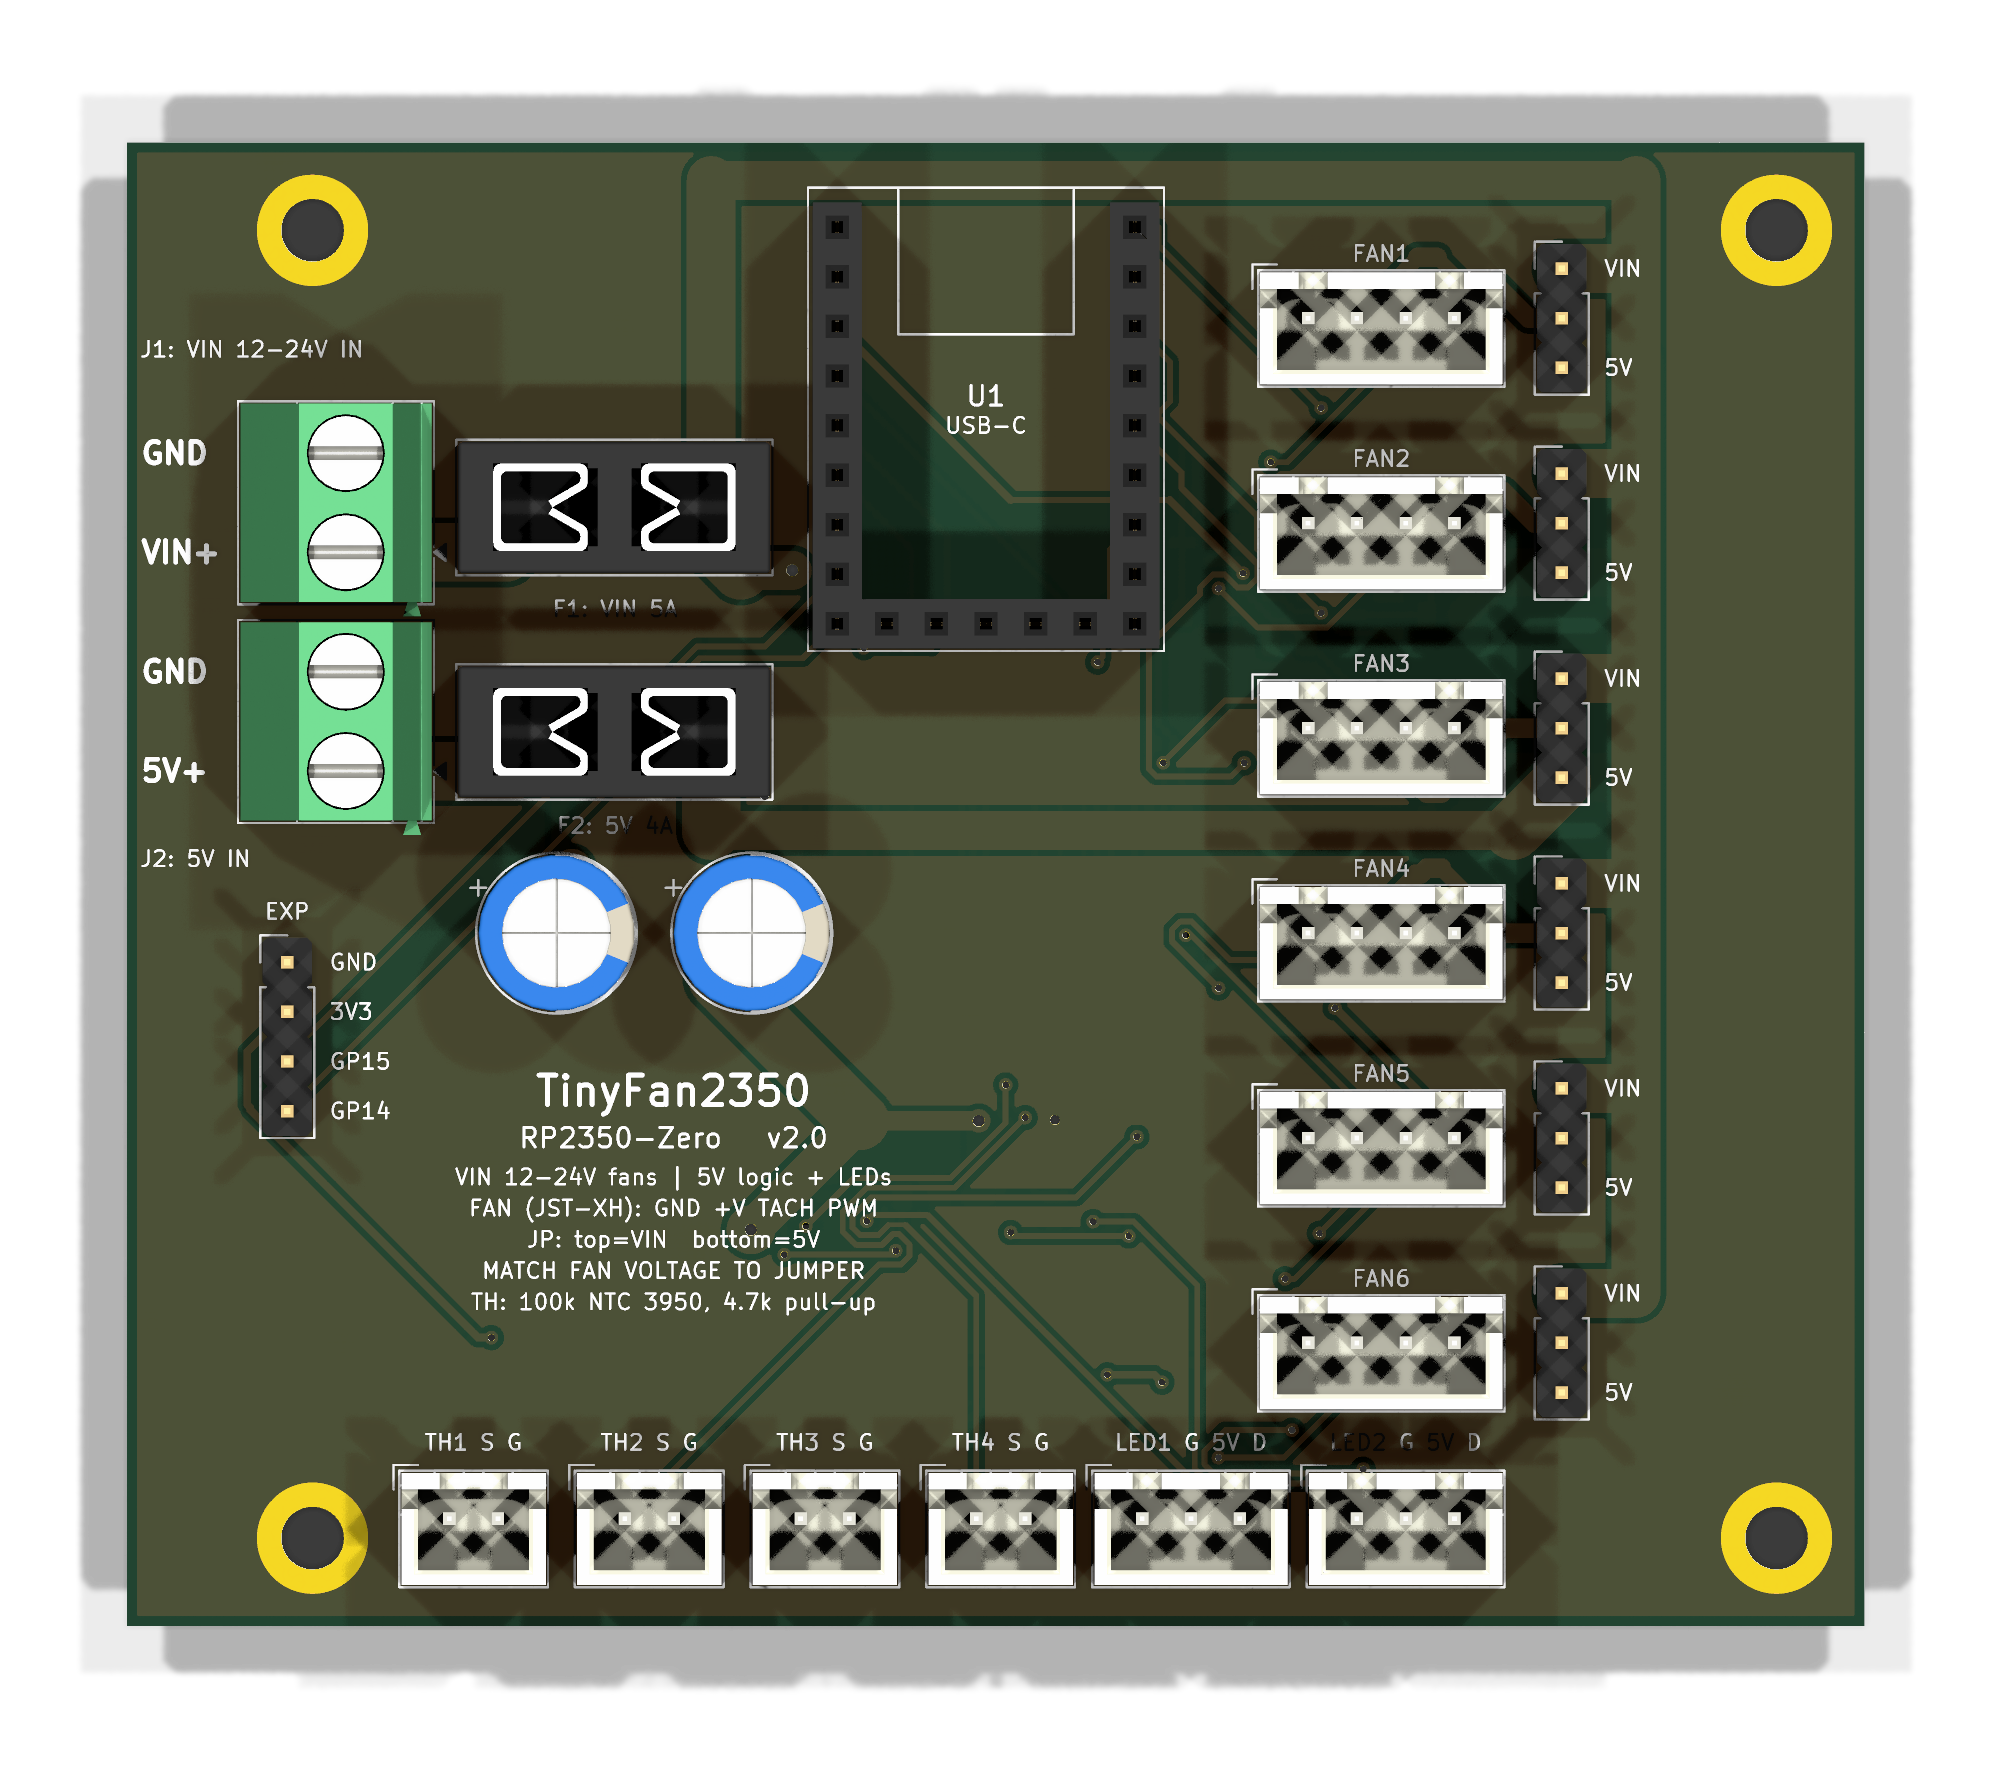 FAN1
VIN
5V
J1: VIN 12-24V IN
U1
USB-C
GND
VIN+
FAN2
VIN
5V
F1: VIN 5A
GND
5V+
FAN3
VIN
5V
F2: 5V 4A
J2: 5V IN
FAN4
VIN
5V
+
+
EXP
GND
3V3
GP15
GP14
TinyFan2350
RP2350-Zero v2.0
VIN 12-24V fans | 5V logic + LEDs
FAN (JST-XH): GND +V TACH PWM
JP: top=VIN bottom=5V
MATCH FAN VOLTAGE TO JUMPER
TH: 100k NTC 3950, 4.7k pull-up
FAN5
VIN
5V
FAN6
VIN
5V
TH1 S G
TH2 S G
TH3 S G
TH4 S G
LED1 G 5V D
LED2 G 5V D